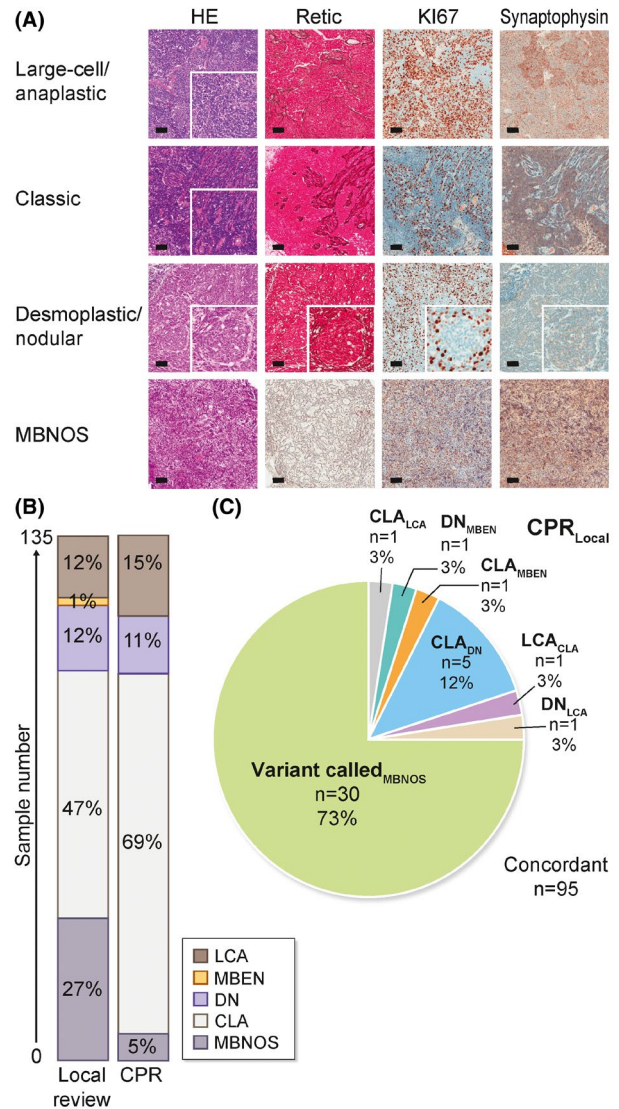 (A)
HE Retic KI67 Synaptophysin
Large-cell/
anaplastic
Classic
Desmoplastic/
nodular
MBNOS
(B)
135
Sample number
0
12%
1%
12%
47%
27%
15%
11%
69%
5%
Local
review
CPR
LCA
MBEN
DN
CLA
MBNOS
(C)
CPRLocal
CLALCA
n=1
3%
DNMBEN
n=1
3%
CLAMBEN
n=1
3%
CLADN
n=5
12%
LCACLA
n=1
3%
DNLCA
n=1
3%
Variant calledMBNOS
n=30
73%
Concordant
n=95